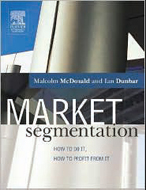 Malcolm McDonald and Ian Dunbar
MARKET
segmentation
HOW TO DO IT,
HOW TO PROFIT FROM IT